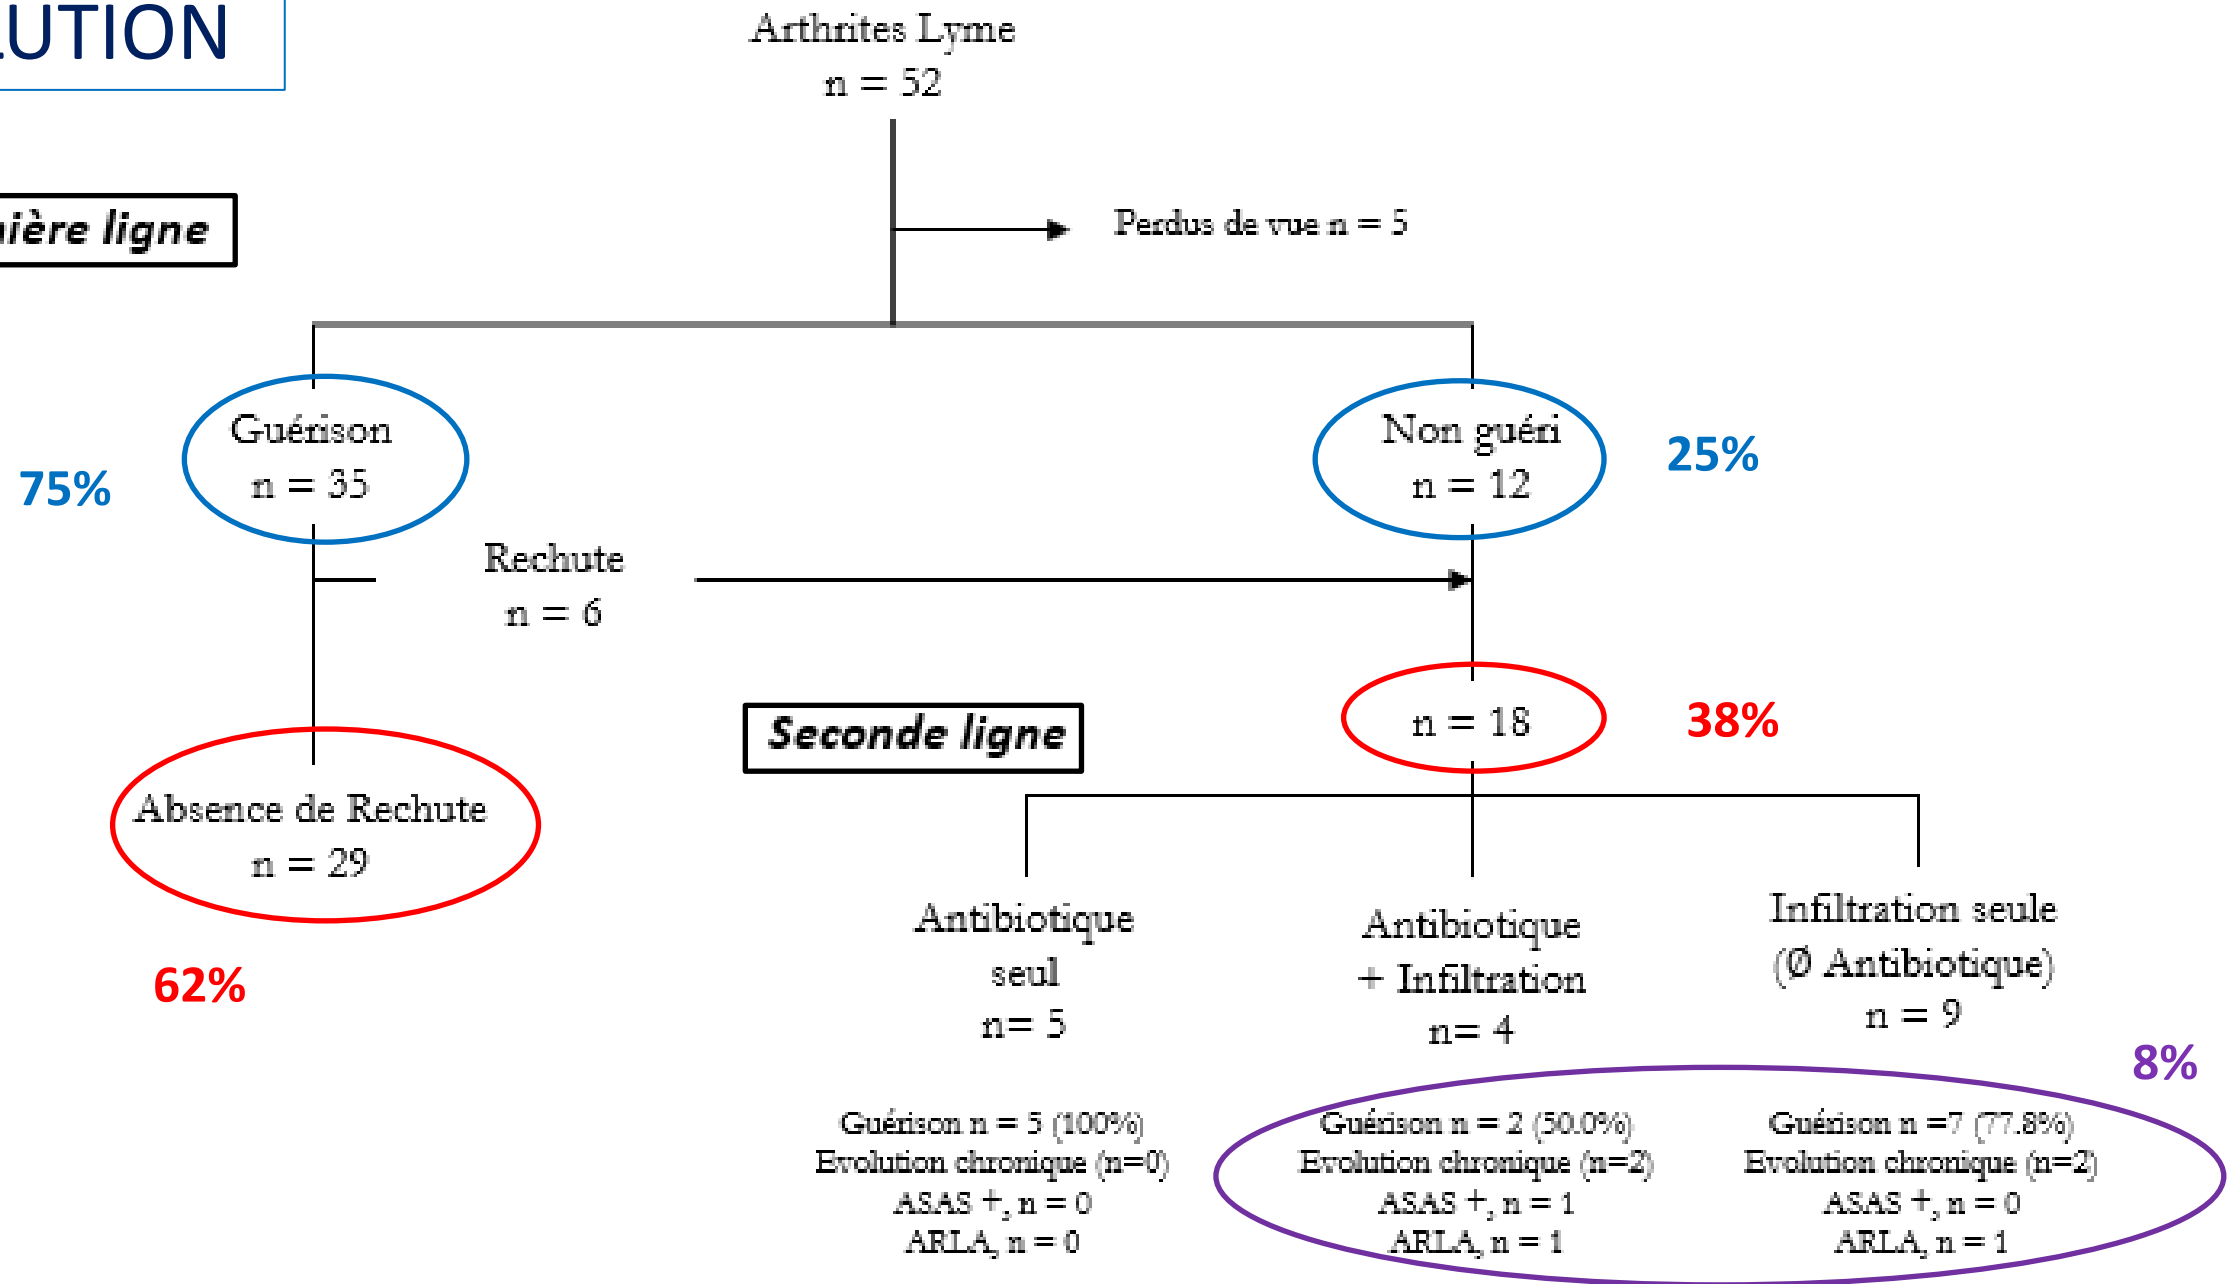 LUTION
Arthrites Lyme
n = 52
nière ligne
Perdus de vue n = 5
Guérison
n = 35
75%
Non guéri
n = 12
25%
Rechute
n = 6
Seconde ligne
n = 18
38%
Absence de Rechute
n = 29
62%
Antibiotique
seul
n= 5
Antibiotique
+ Infiltration
n= 4
Infiltration seule
(Ø Antibiotique)
n = 9
8%
Guérison n = 5 (100%)
Evolution chronique (n=0)
ASAS +, n = 0
ARLA, n = 0
Guérison n = 2 (50.0%)
Evolution chronique (n=2)
ASAS +, n = 1
ARLA, n = 1
Guérison n =7 (77.8%)
Evolution chronique (n=2)
ASAS +, n = 0
ARLA, n = 1